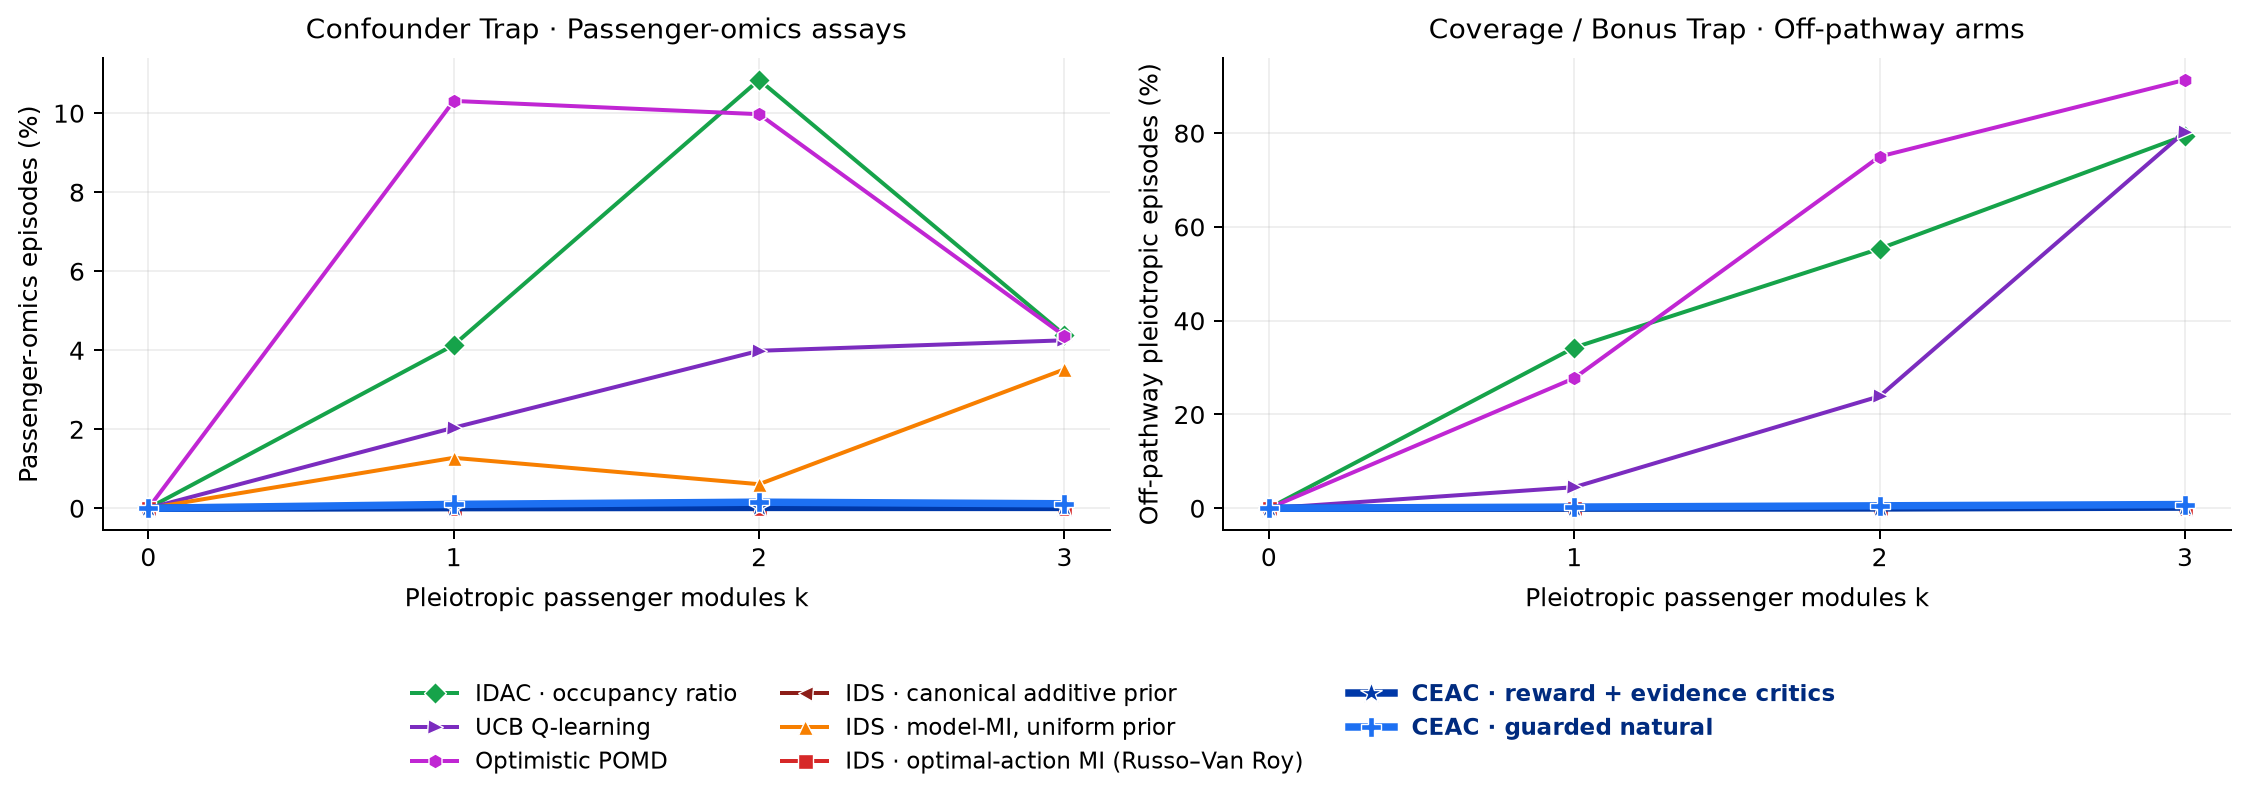 Confounder Trap · Passenger-omics assays
Passenger-omics episodes (%)
10
8
6
4
2
0
0 1 2 3
Pleiotropic passenger modules k
Coverage / Bonus Trap · Off-pathway arms
Off-pathway pleiotropic episodes (%)
80
60
40
20
0
0 1 2 3
Pleiotropic passenger modules k
IDAC · occupancy ratio
UCB Q-learning
Optimistic POMD
IDS · canonical additive prior
IDS · model-MI, uniform prior
IDS · optimal-action MI (Russo–Van Roy)
CEAC · reward + evidence critics
CEAC · guarded natural